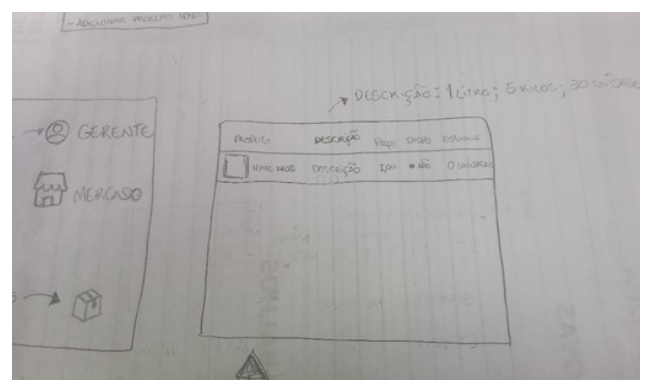 - ADICIONAR PRODUTO NOVO
DESCRIÇÃO: 1 LITRO; 5 KILOS; 30 UNIDADES
GERENTE
MERCADO
PRODUTO DESCRIÇÃO PREÇO DISPO ESTOQUE
NOME PROD DESCRIÇÃO NÃO 0 UNIDADES